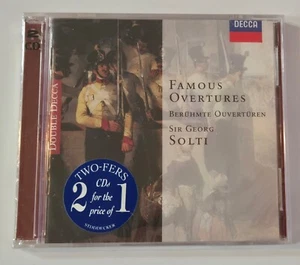 DECCA
FAMOUS
OVERTURES
BERÜHMTE OUVERTÜREN
SIR GEORG
SOLTI
DOUBLE DECCA
TWO-FERS
2 CDs for the price of 1